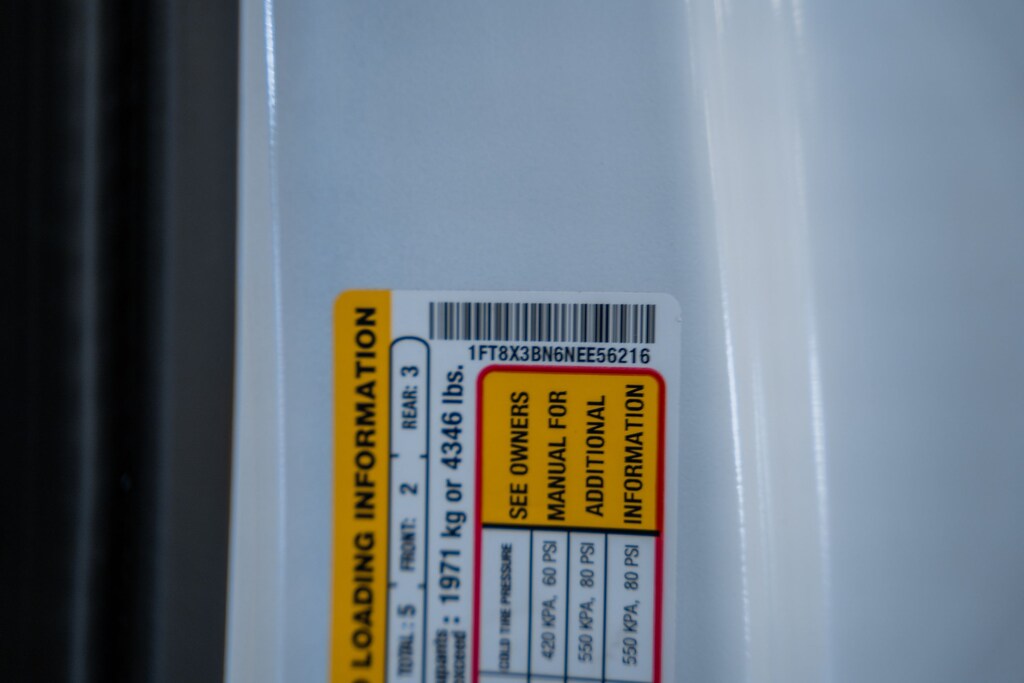 LOADING INFORMATION
TOTAL : 5 FRONT: 2 REAR: 3
: 1971 kg or 4346 lbs.
1FT8X3BN6NEE56216
SEE OWNERS
MANUAL FOR
ADDITIONAL
INFORMATION
COLD TIRE PRESSURE
420 KPA, 60 PSI
550 KPA, 80 PSI
550 KPA, 80 PSI